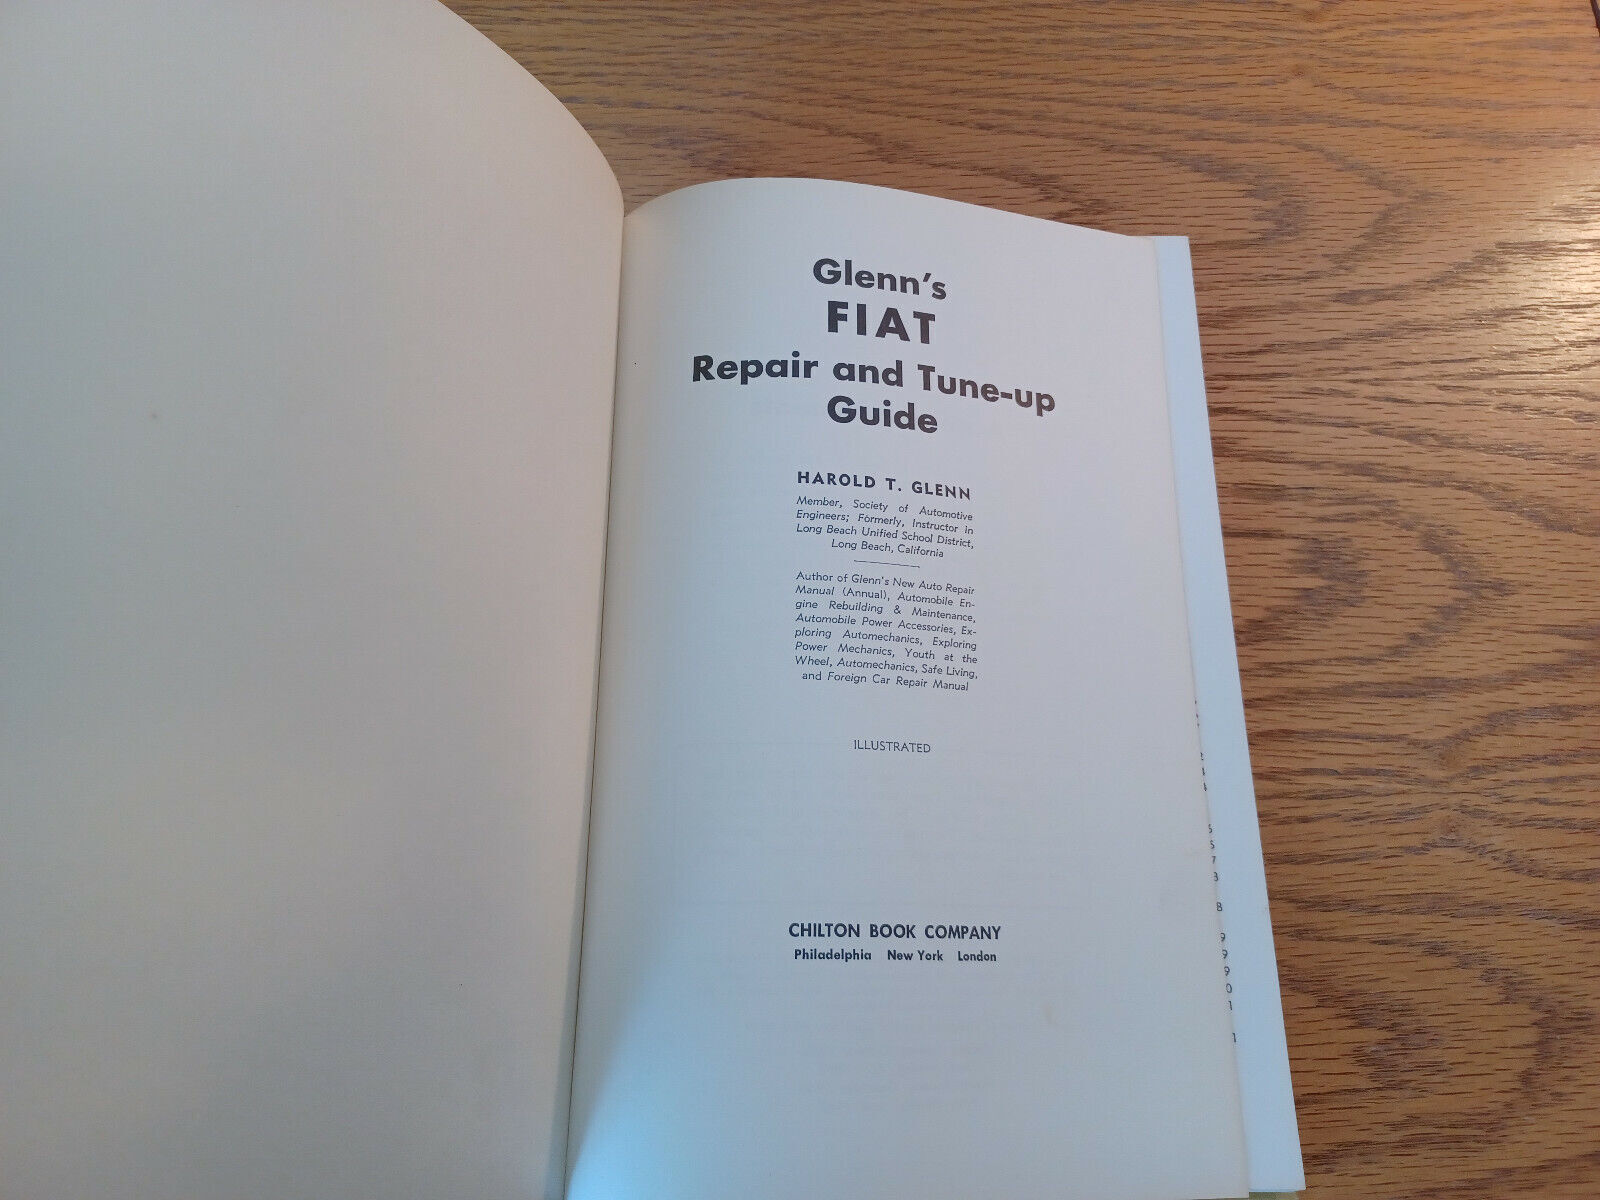 Glenn's
FIAT
Repair and Tune-up
Guide
HAROLD T. GLENN
Member, Society of Automotive
Engineers; Formerly, Instructor in
Long Beach Unified School District,
Long Beach, California
Author of Glenn's New Auto Repair
Manual (Annual), Automobile En-
gine Rebuilding & Maintenance,
Automobile Power Accessories, Ex-
ploring Automechanics, Exploring
Power Mechanics, Youth at the
Wheel, Automechanics, Safe Living,
and Foreign Car Repair Manual
ILLUSTRATED
CHILTON BOOK COMPANY
Philadelphia New York London